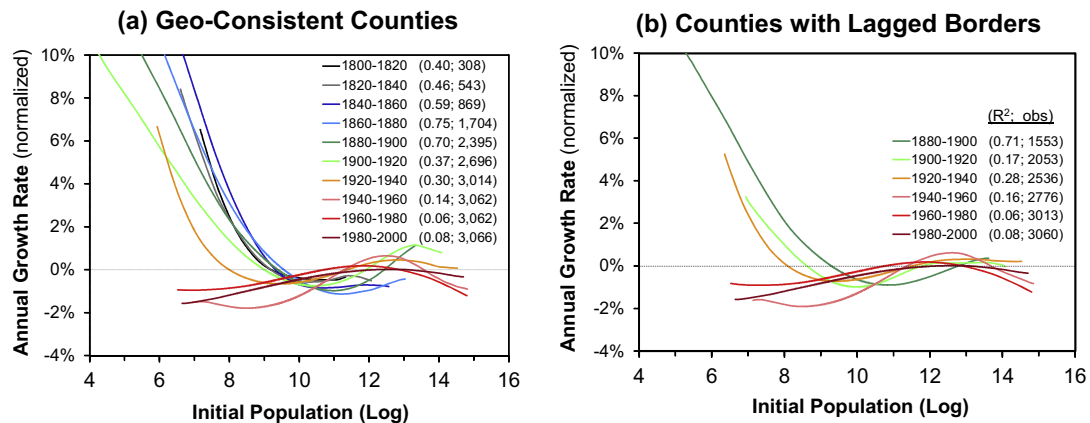 (a) Geo-Consistent Counties
10%
8%
6%
4%
2%
0%
-2%
-4%
Annual Growth Rate (normalized)
1800-1820 (0.40; 308)
1820-1840 (0.46; 543)
1840-1860 (0.59; 869)
1860-1880 (0.75; 1,704)
1880-1900 (0.70; 2,395)
1900-1920 (0.37; 2,696)
1920-1940 (0.30; 3,014)
1940-1960 (0.14; 3,062)
1960-1980 (0.06; 3,062)
1980-2000 (0.08; 3,066)
4 6 8 10 12 14 16
Initial Population (Log)
(b) Counties with Lagged Borders
10%
8%
6%
4%
2%
0%
-2%
-4%
Annual Growth Rate (normalized)
(R²; obs)
1880-1900 (0.71; 1553)
1900-1920 (0.17; 2053)
1920-1940 (0.28; 2536)
1940-1960 (0.16; 2776)
1960-1980 (0.06; 3013)
1980-2000 (0.08; 3060)
4 6 8 10 12 14 16
Initial Population (Log)